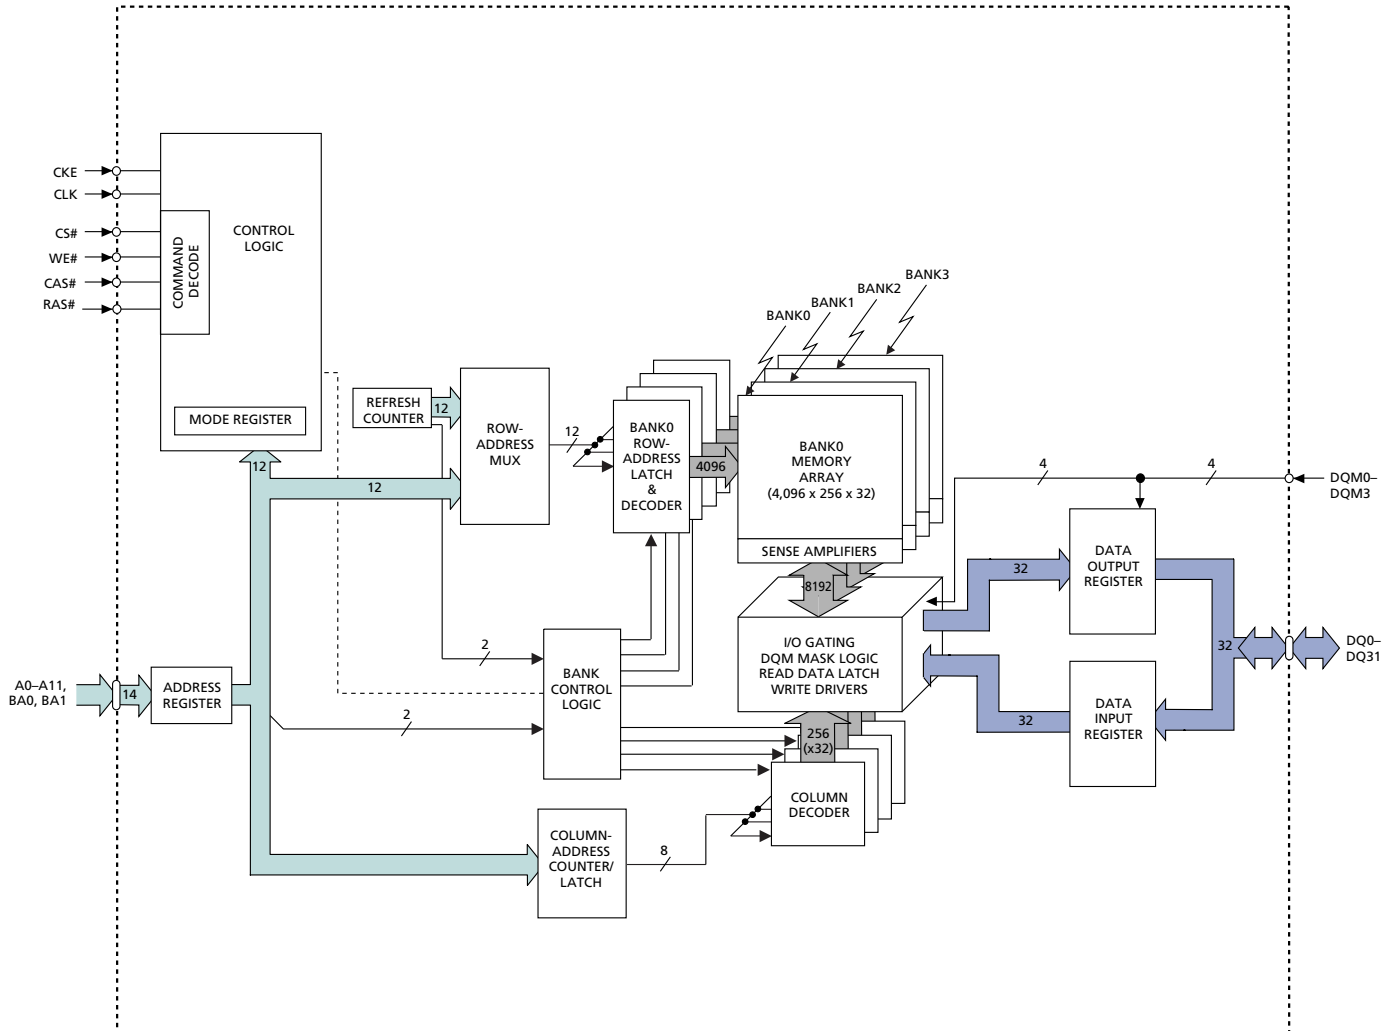 CKE
CLK
CS#
WE#
CAS#
RAS#
COMMAND
DECODE
CONTROL
LOGIC
MODE REGISTER
12
REFRESH
COUNTER
12
12
ROW-
ADDRESS
MUX
12
BANK0
ROW-
ADDRESS
LATCH
&
DECODER
4096
BANK0
BANK1
BANK2
BANK3
BANK0
MEMORY
ARRAY
(4,096 x 256 x 32)
SENSE AMPLIFIERS
8192
I/O GATING
DQM MASK LOGIC
READ DATA LATCH
WRITE DRIVERS
256
(x32)
COLUMN
DECODER
4
4
DQM0–
DQM3
32
DATA
OUTPUT
REGISTER
32
DQ0–
DQ31
32
DATA
INPUT
REGISTER
A0–A11,
BA0, BA1
14
ADDRESS
REGISTER
2
2
BANK
CONTROL
LOGIC
COLUMN-
ADDRESS
COUNTER/
LATCH
8